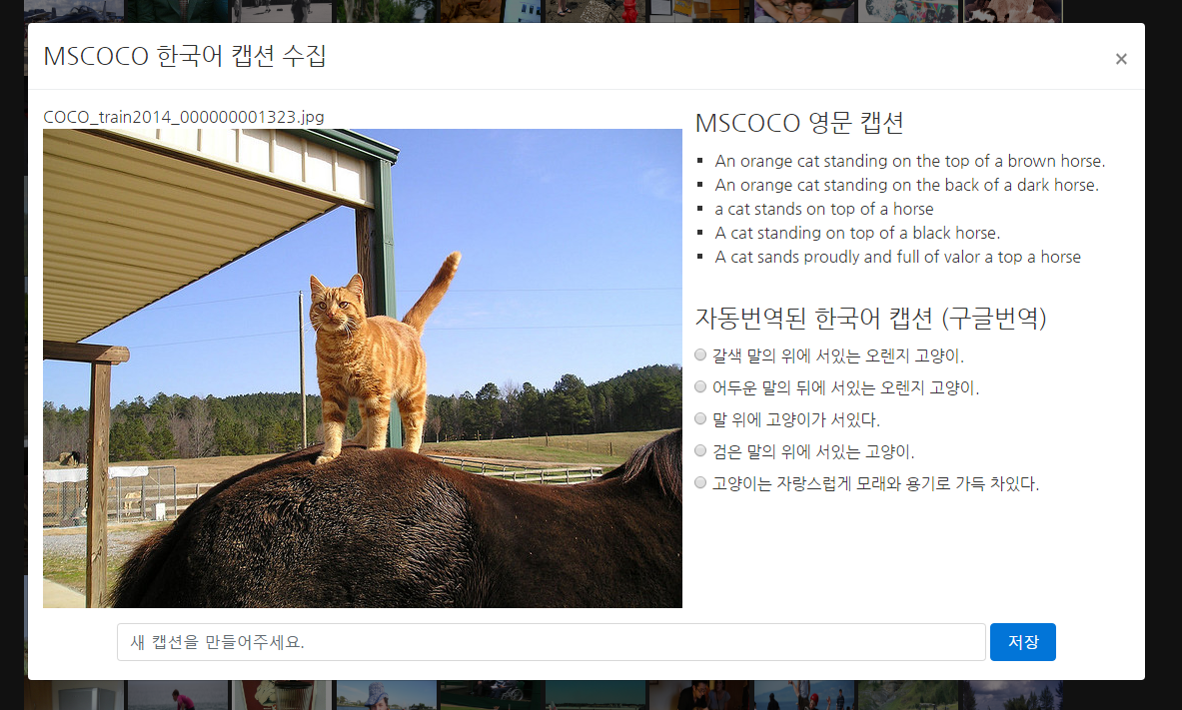 MSCOCO 한국어 캡션 수집
×
COCO_train2014_000000001323.jpg
MSCOCO 영문 캡션
An orange cat standing on the top of a brown horse.
An orange cat standing on the back of a dark horse.
a cat stands on top of a horse
A cat standing on top of a black horse.
A cat sands proudly and full of valor a top a horse
자동번역된 한국어 캡션 (구글번역)
갈색 말의 위에 서있는 오렌지 고양이.
어두운 말의 뒤에 서있는 오렌지 고양이.
말 위에 고양이가 서있다.
검은 말의 위에 서있는 고양이.
고양이는 자랑스럽게 모래와 용기로 가득 차있다.
새 캡션을 만들어주세요.
저장